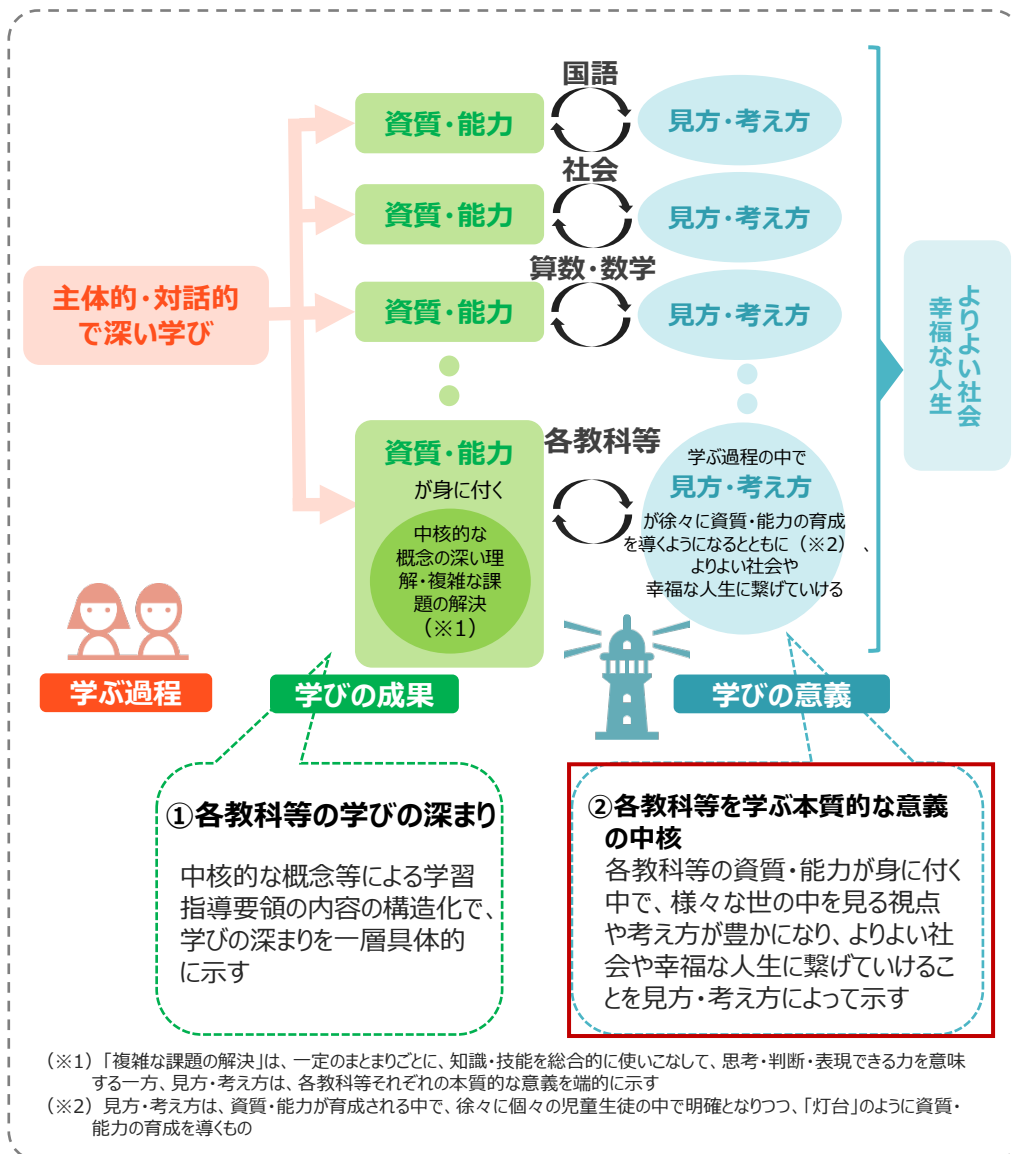 国語
資質・能力
見方・考え方
社会
資質・能力
見方・考え方
算数・数学
資質・能力
見方・考え方
主体的・対話的
で深い学び
よりよい社会
幸福な人生
各教科等
資質・能力
が身に付く
中核的な
概念の深い理
解・複雑な課
題の解決
（※1）
学ぶ過程の中で
見方・考え方
が徐々に資質・能力の育成
を導くようになるとともに（※2）、
よりよい社会や
幸福な人生に繋げていける
学ぶ過程
学びの成果
学びの意義
①各教科等の学びの深まり
中核的な概念等による学習
指導要領の内容の構造化で、
学びの深まりを一層具体的
に示す
②各教科等を学ぶ本質的な意義
の中核
各教科等の資質・能力が身に付く
中で、様々な世の中を見る視点
や考え方が豊かになり、よりよい社
会や幸福な人生に繋げていけるこ
とを見方・考え方によって示す
（※1）「複雑な課題の解決」は、一定のまとまりごとに、知識・技能を総合的に使いこなして、思考・判断・表現できる力を意味
する一方、見方・考え方は、各教科等それぞれの本質的な意義を端的に示す
（※2）見方・考え方は、資質・能力が育成される中で、徐々に個々の児童生徒の中で明確となりつつ、「灯台」のように資質・
能力の育成を導くもの